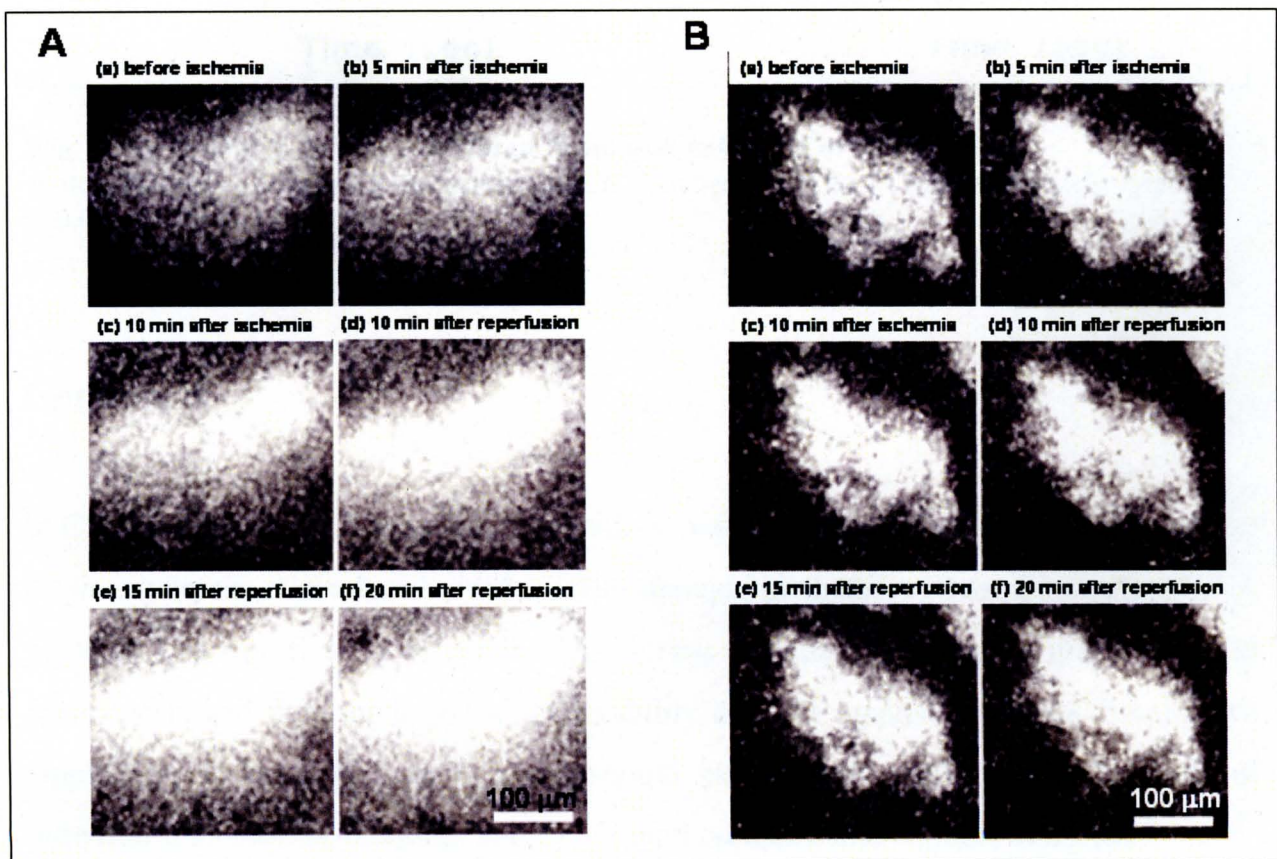 A
(a) before ischemia
(b) 5 min after ischemia
(c) 10 min after ischemia
(d) 10 min after reperfusion
(e) 15 min after reperfusion
(f) 20 min after reperfusion
100 μm
B
(a) before ischemia
(b) 5 min after ischemia
(c) 10 min after ischemia
(d) 10 min after reperfusion
(e) 15 min after reperfusion
(f) 20 min after reperfusion
100 μm